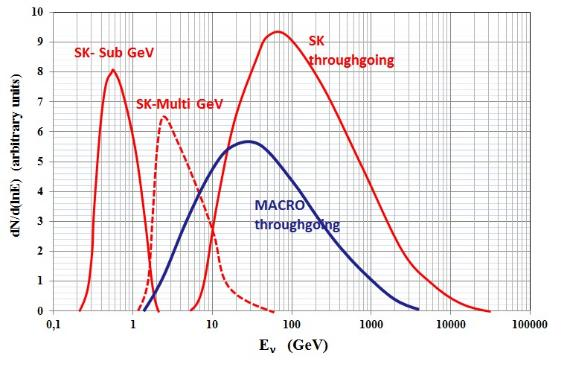 10
9
8
7
6
5
4
3
2
1
0
dN/d(lnE) (arbitrary units)
SK- Sub GeV
SK-Multi GeV
SK
throughgoing
MACRO
throughgoing
0,1 1 10 100 1000 10000 100000
Eν (GeV)